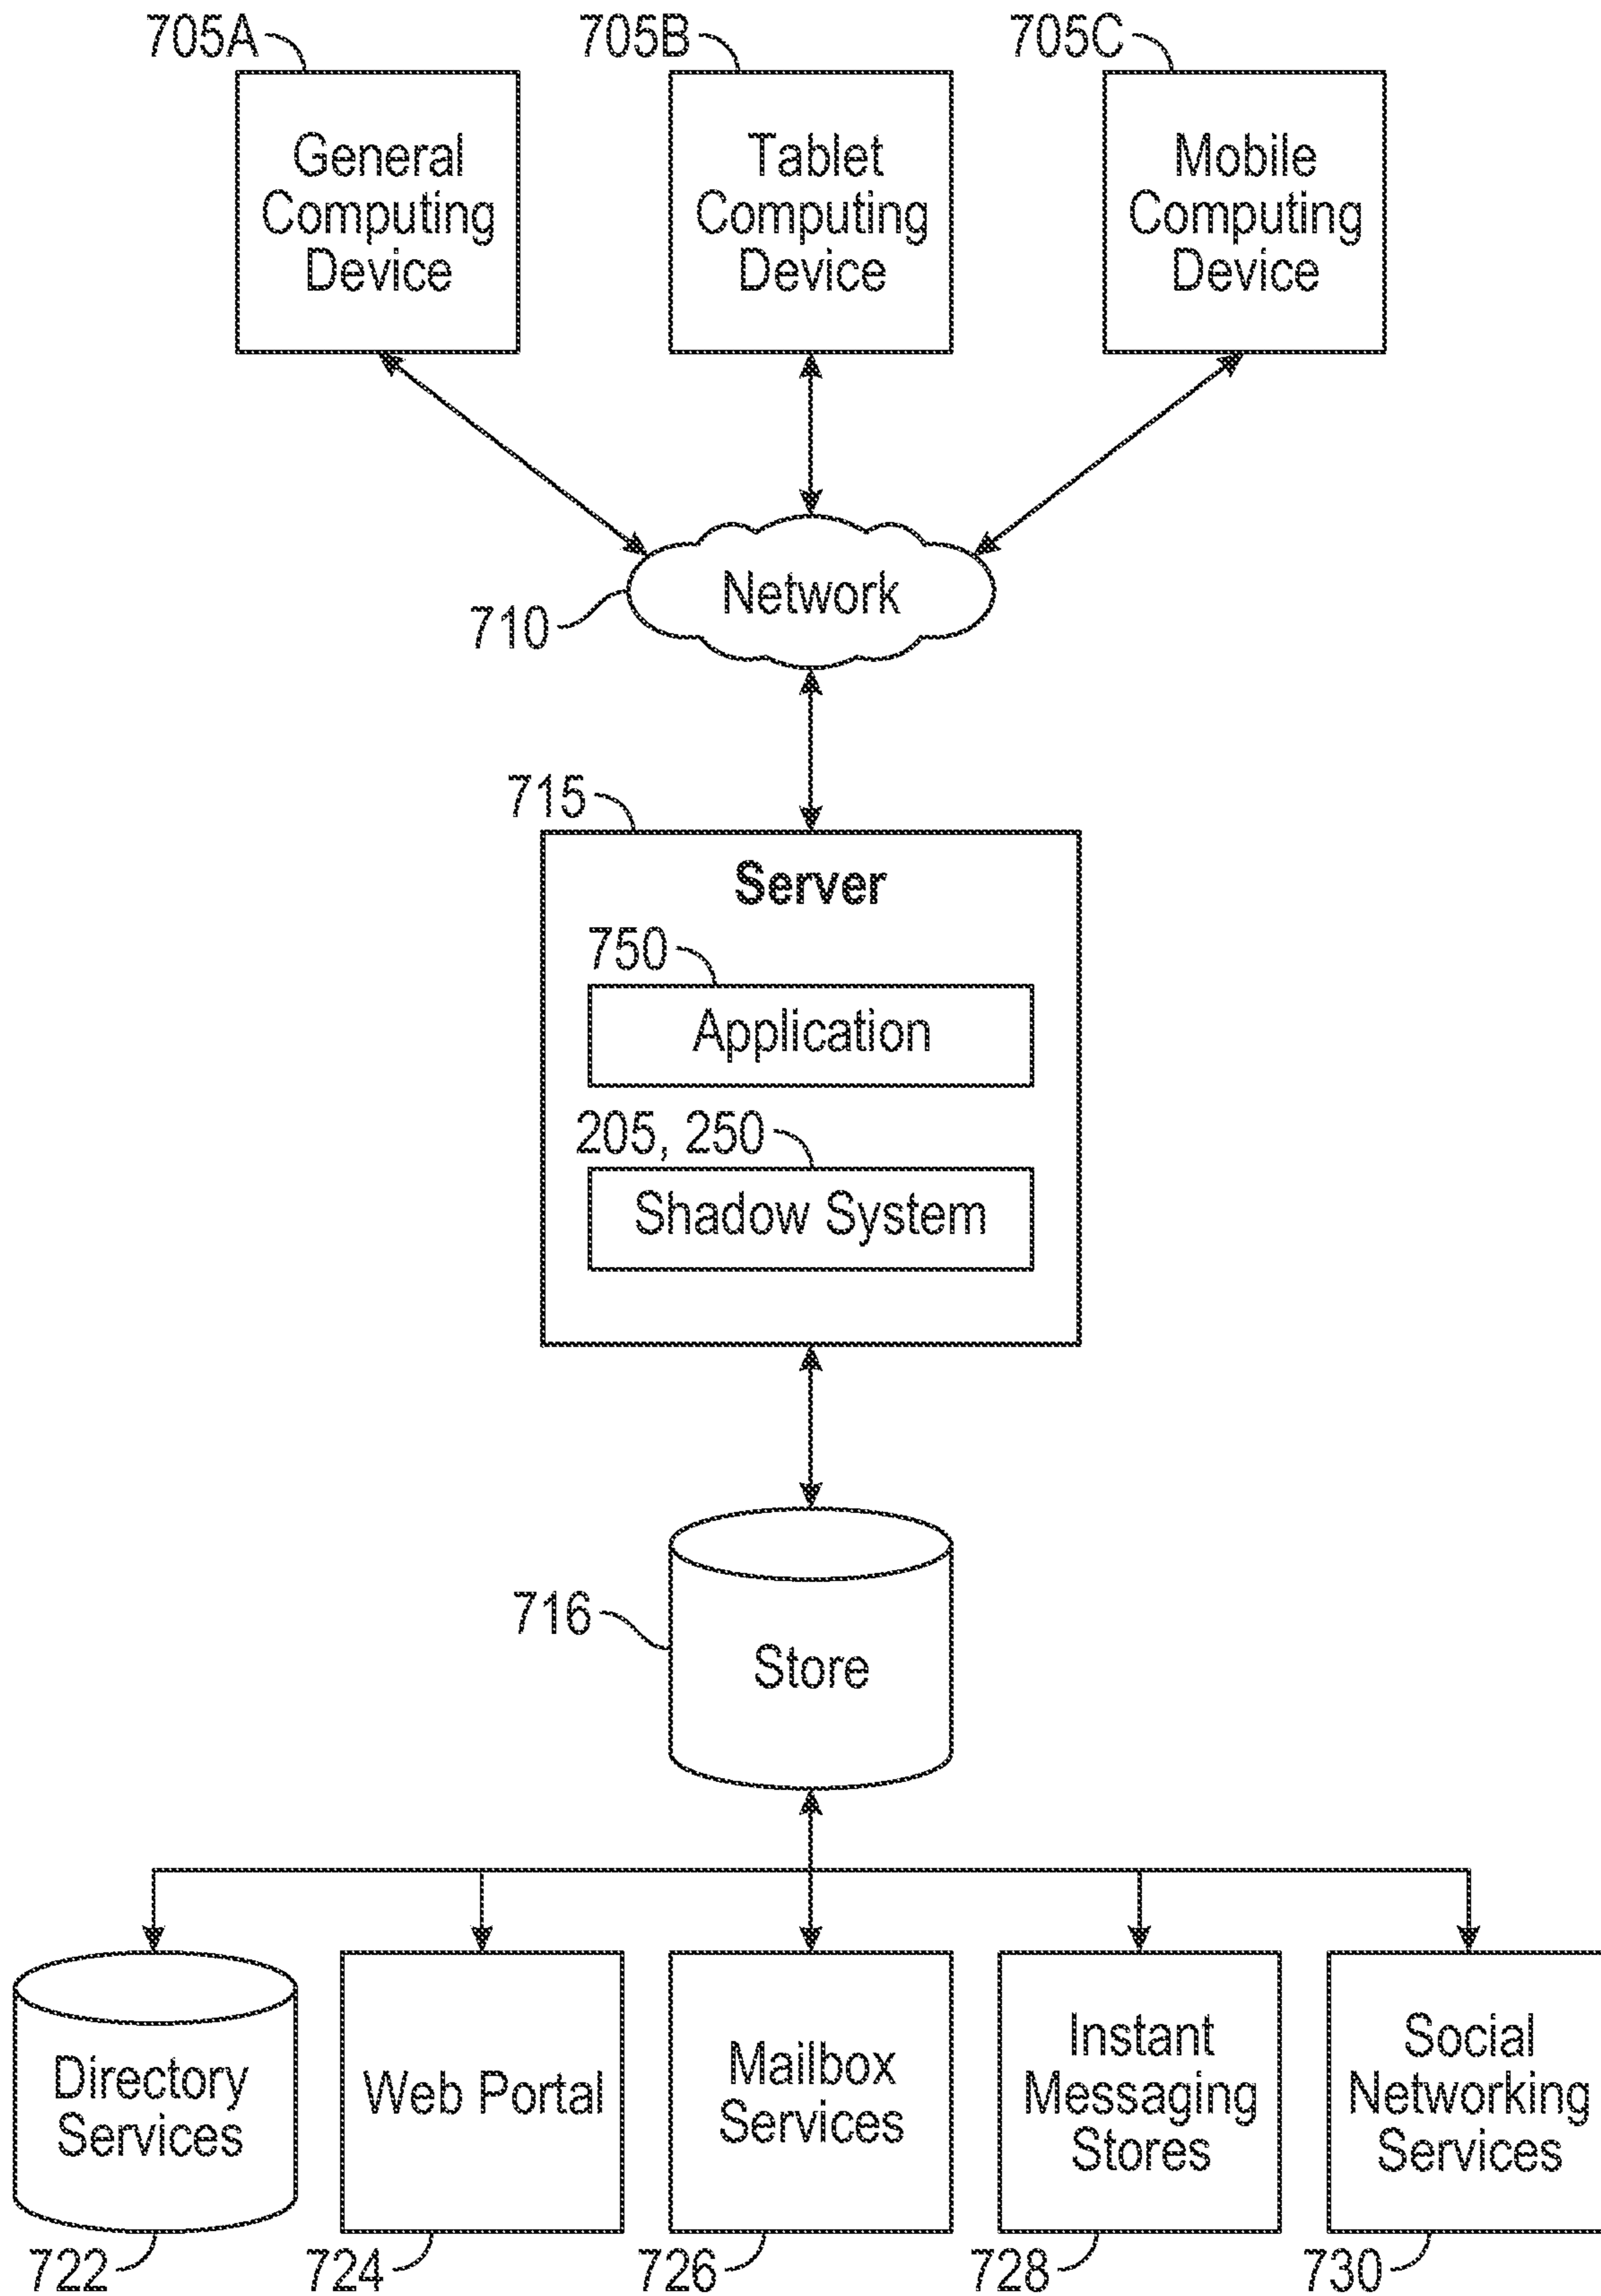 705A
705B
705C
General
Computing
Device
Tablet
Computing
Device
Mobile
Computing
Device
Network
710
715
Server
750
Application
205, 250
Shadow System
716
Store
Directory
Services
Web Portal
Mailbox
Services
Instant
Messaging
Stores
Social
Networking
Services
722
724
726
728
730